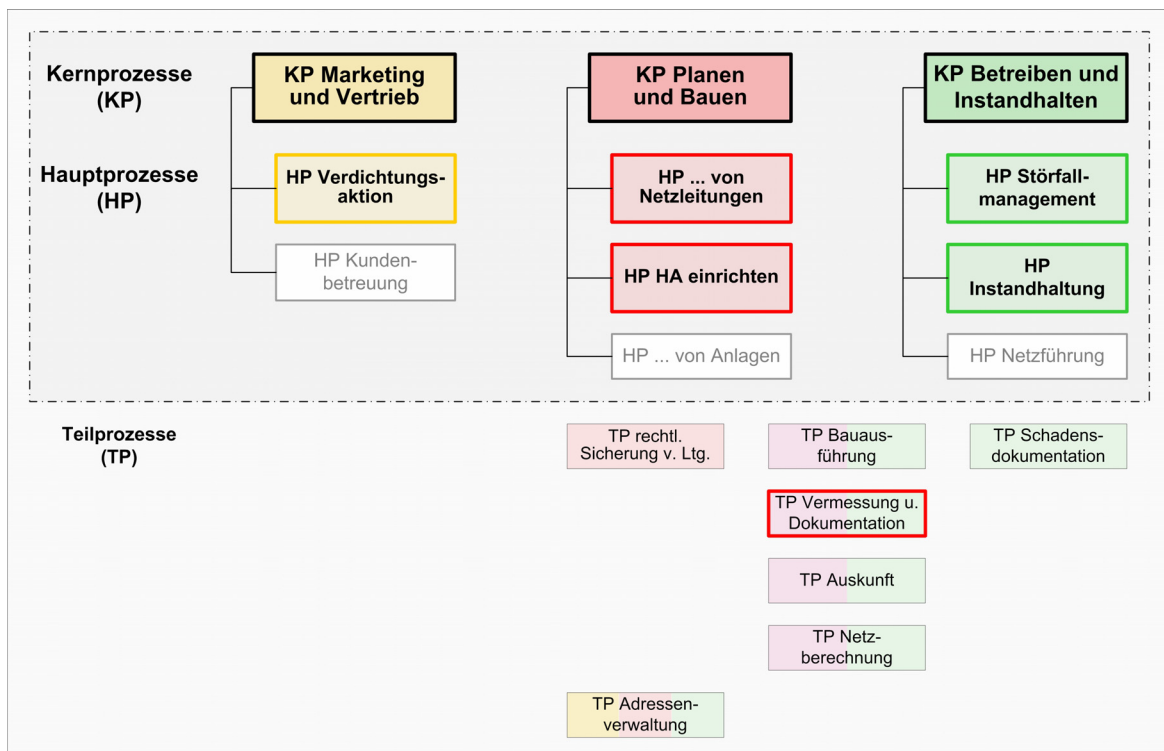 Kernprozesse
(KP)
KP Marketing
und Vertrieb
KP Planen
und Bauen
KP Betreiben und
Instandhalten
Hauptprozesse
(HP)
HP Verdichtungs-
aktion
HP ... von
Netzleitungen
HP Störfall-
management
HP Kunden-
betreuung
HP HA einrichten
HP
Instandhaltung
HP ... von Anlagen
HP Netzführung
Teilprozesse
(TP)
TP rechtl.
Sicherung v. Ltg.
TP Bauaus-
führung
TP Schadens-
dokumentation
TP Vermessung u.
Dokumentation
TP Auskunft
TP Netz-
berechnung
TP Adressen-
verwaltung